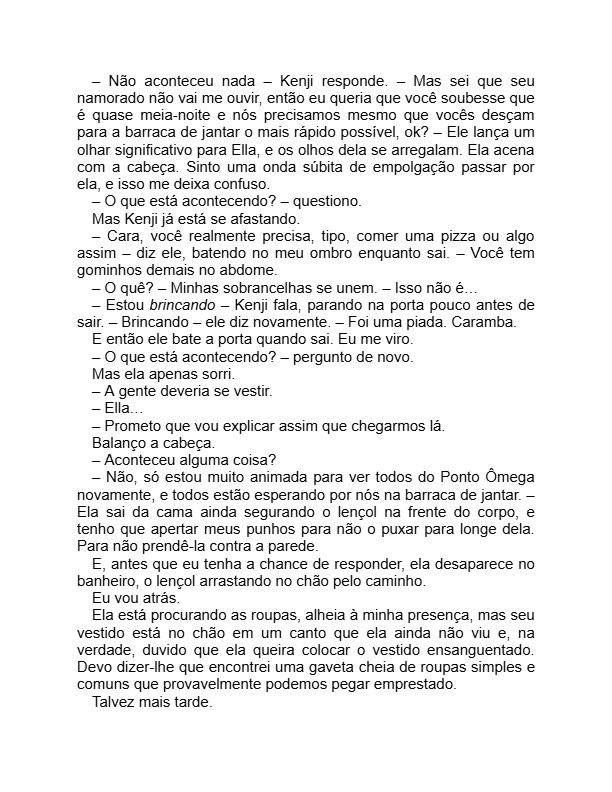 – Não aconteceu nada – Kenji responde. – Mas sei que seu
namorado não vai me ouvir, então eu queria que você soubesse que
é quase meia-noite e nós precisamos mesmo que vocês desçam
para a barraca de jantar o mais rápido possível, ok? – Ele lança um
olhar significativo para Ella, e os olhos dela se arregalam. Ela acena
com a cabeça. Sinto uma onda súbita de empolgação passar por
ela, e isso me deixa confuso.
– O que está acontecendo? – questiono.
Mas Kenji já está se afastando.
– Cara, você realmente precisa, tipo, comer uma pizza ou algo
assim – diz ele, batendo no meu ombro enquanto sai. – Você tem
gominhos demais no abdome.
– O quê? – Minhas sobrancelhas se unem. – Isso não é…
– Estou brincando – Kenji fala, parando na porta pouco antes de
sair. – Brincando – ele diz novamente. – Foi uma piada. Caramba.
E então ele bate a porta quando sai. Eu me viro.
– O que está acontecendo? – pergunto de novo.
Mas ela apenas sorri.
– A gente deveria se vestir.
– Ella…
– Prometo que vou explicar assim que chegarmos lá.
Balanço a cabeça.
– Aconteceu alguma coisa?
– Não, só estou muito animada para ver todos do Ponto Ômega
novamente, e todos estão esperando por nós na barraca de jantar. –
Ela sai da cama ainda segurando o lençol na frente do corpo, e
tenho que apertar meus punhos para não o puxar para longe dela.
Para não prendê-la contra a parede.
E, antes que eu tenha a chance de responder, ela desaparece no
banheiro, o lençol arrastando no chão pelo caminho.
Eu vou atrás.
Ela está procurando as roupas, alheia à minha presença, mas seu
vestido está no chão em um canto que ela ainda não viu e, na
verdade, duvido que ela queira colocar o vestido ensanguentado.
Devo dizer-lhe que encontrei uma gaveta cheia de roupas simples e
comuns que provavelmente podemos pegar emprestado.
Talvez mais tarde.